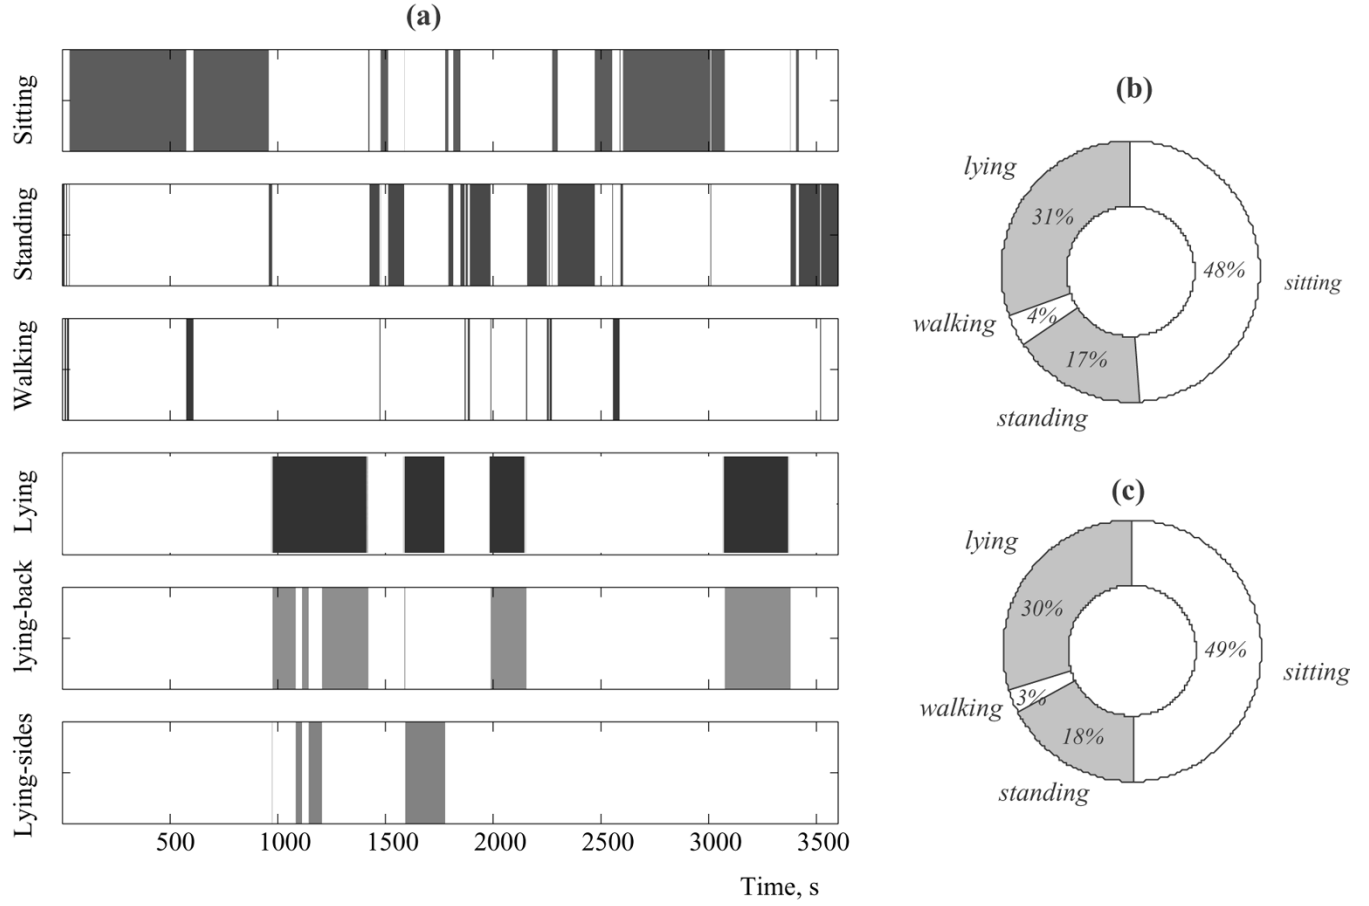 (a)
Sitting
Standing
Walking
Lying
lying-back
Lying-sides
500 1000 1500 2000 2500 3000 3500
Time, s
(b)
lying
31%
48%
sitting
walking
4%
17%
standing
(c)
lying
30%
49%
sitting
walking
3%
18%
standing